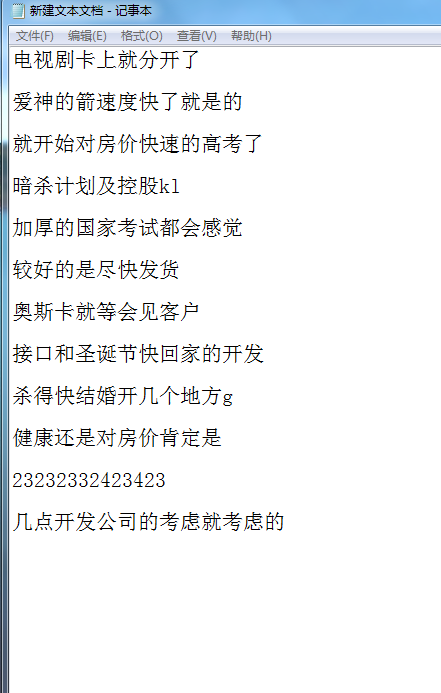 新建文本文档 - 记事本
文件(F) 编辑(E) 格式(O) 查看(V) 帮助(H)
电视剧卡上就分开了
爱神的箭速度快了就是的
就开始对房价快速的高考了
暗杀计划及控股kl
加厚的国家考试都会感觉
较好的是尽快发货
奥斯卡就等会见客户
接口和圣诞节快回家的开发
杀得快结婚开几个地方g
健康还是对房价肯定是
23232332423423
几点开发公司的考虑就考虑的